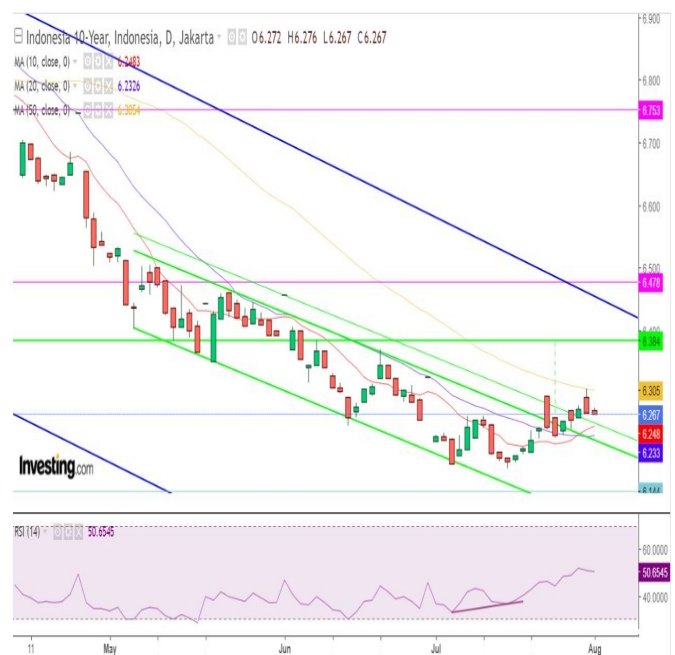 Indonesia 10-Year, Indonesia, D, Jakarta O6.272 H6.276 L6.267 C6.267
MA (10, close, 0) 6.2483
MA (20, close, 0) 6.2326
MA (50, close, 0) 6.3054
6.900
6.800
6.753
6.700
6.600
6.500
6.478
6.400
6.384
6.305
6.267
6.248
6.233
6.144
Investing.com
RSI (14) 50.6545
60.0000
50.6545
40.0000
11 May Jun Jul Aug